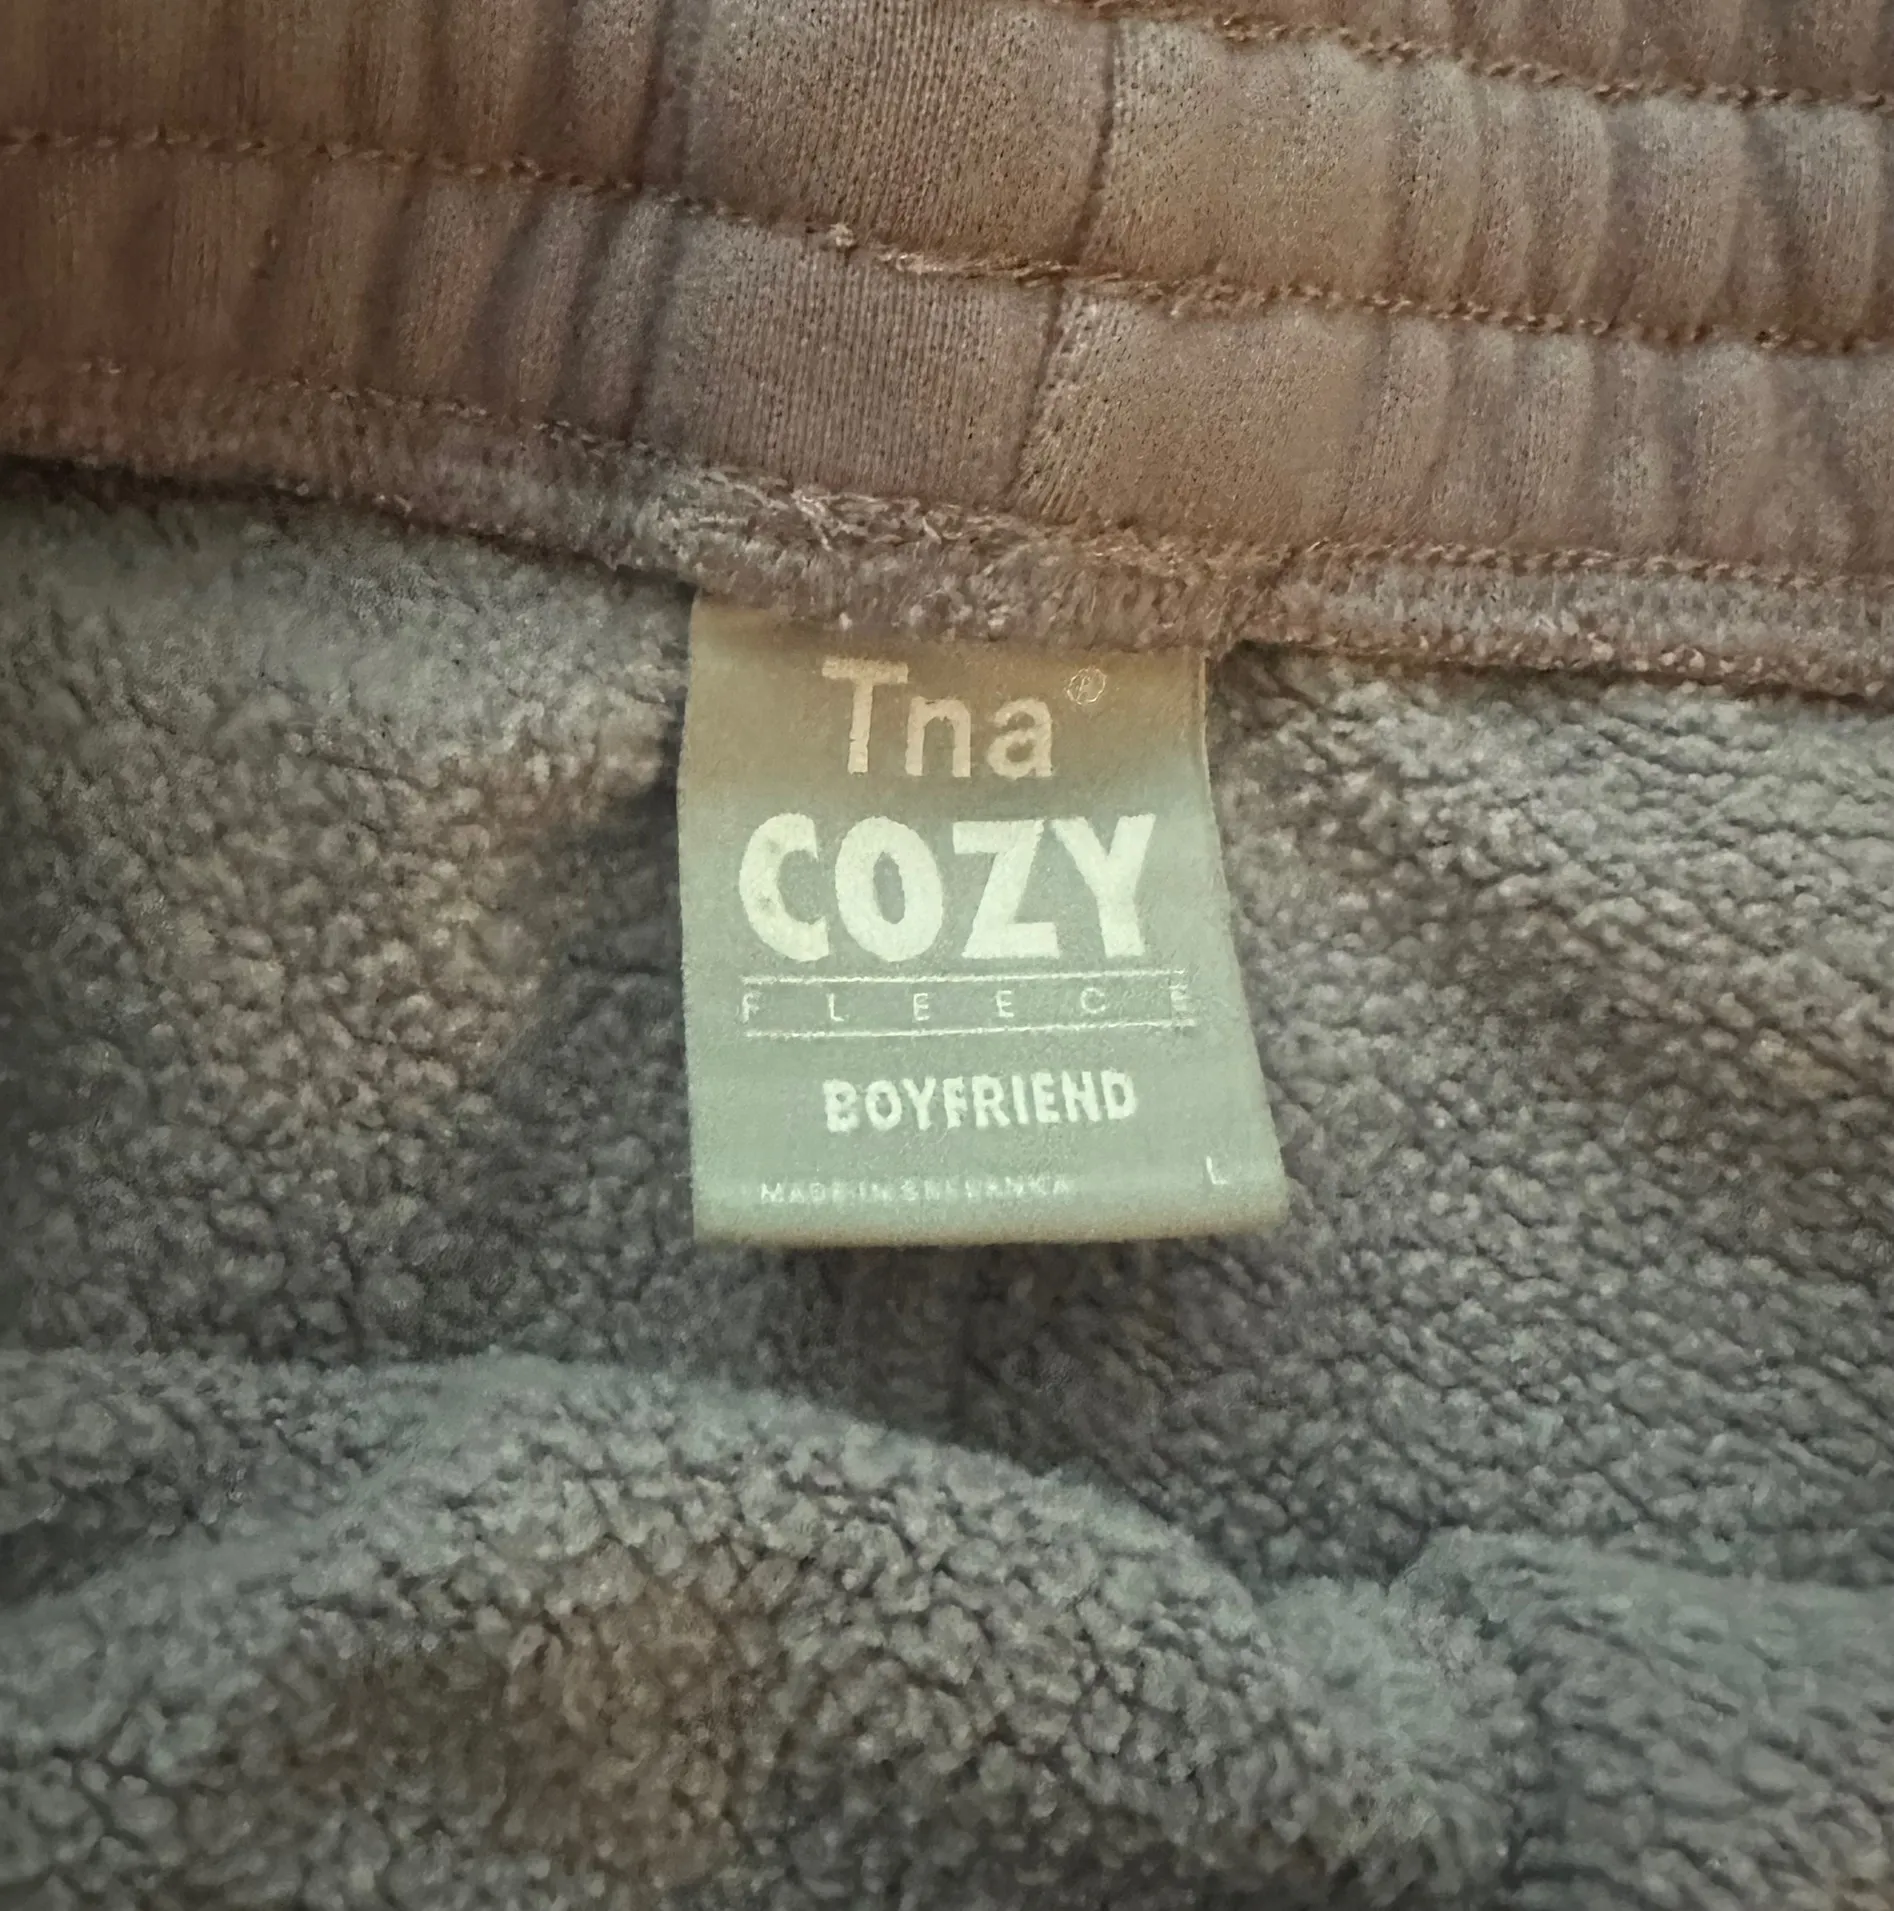 Tna®
COZY
FLEECE
BOYFRIEND
MADE IN SRI LANKA L